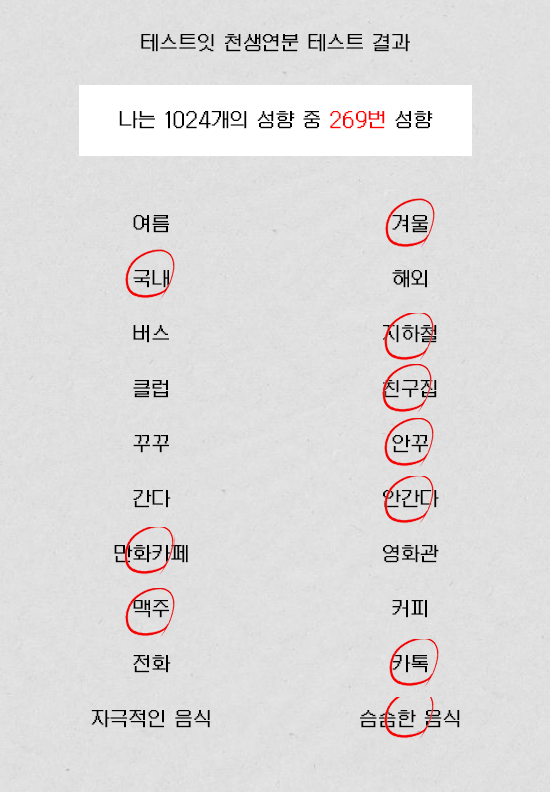 테스트잇 천생연분 테스트 결과
나는 1024개의 성향 중 269번 성향
여름 겨울
국내 해외
버스 지하철
클럽 친구집
꾸꾸 안꾸
간다 안간다
만화카페 영화관
맥주 커피
전화 카톡
자극적인 음식 슴슴한 음식